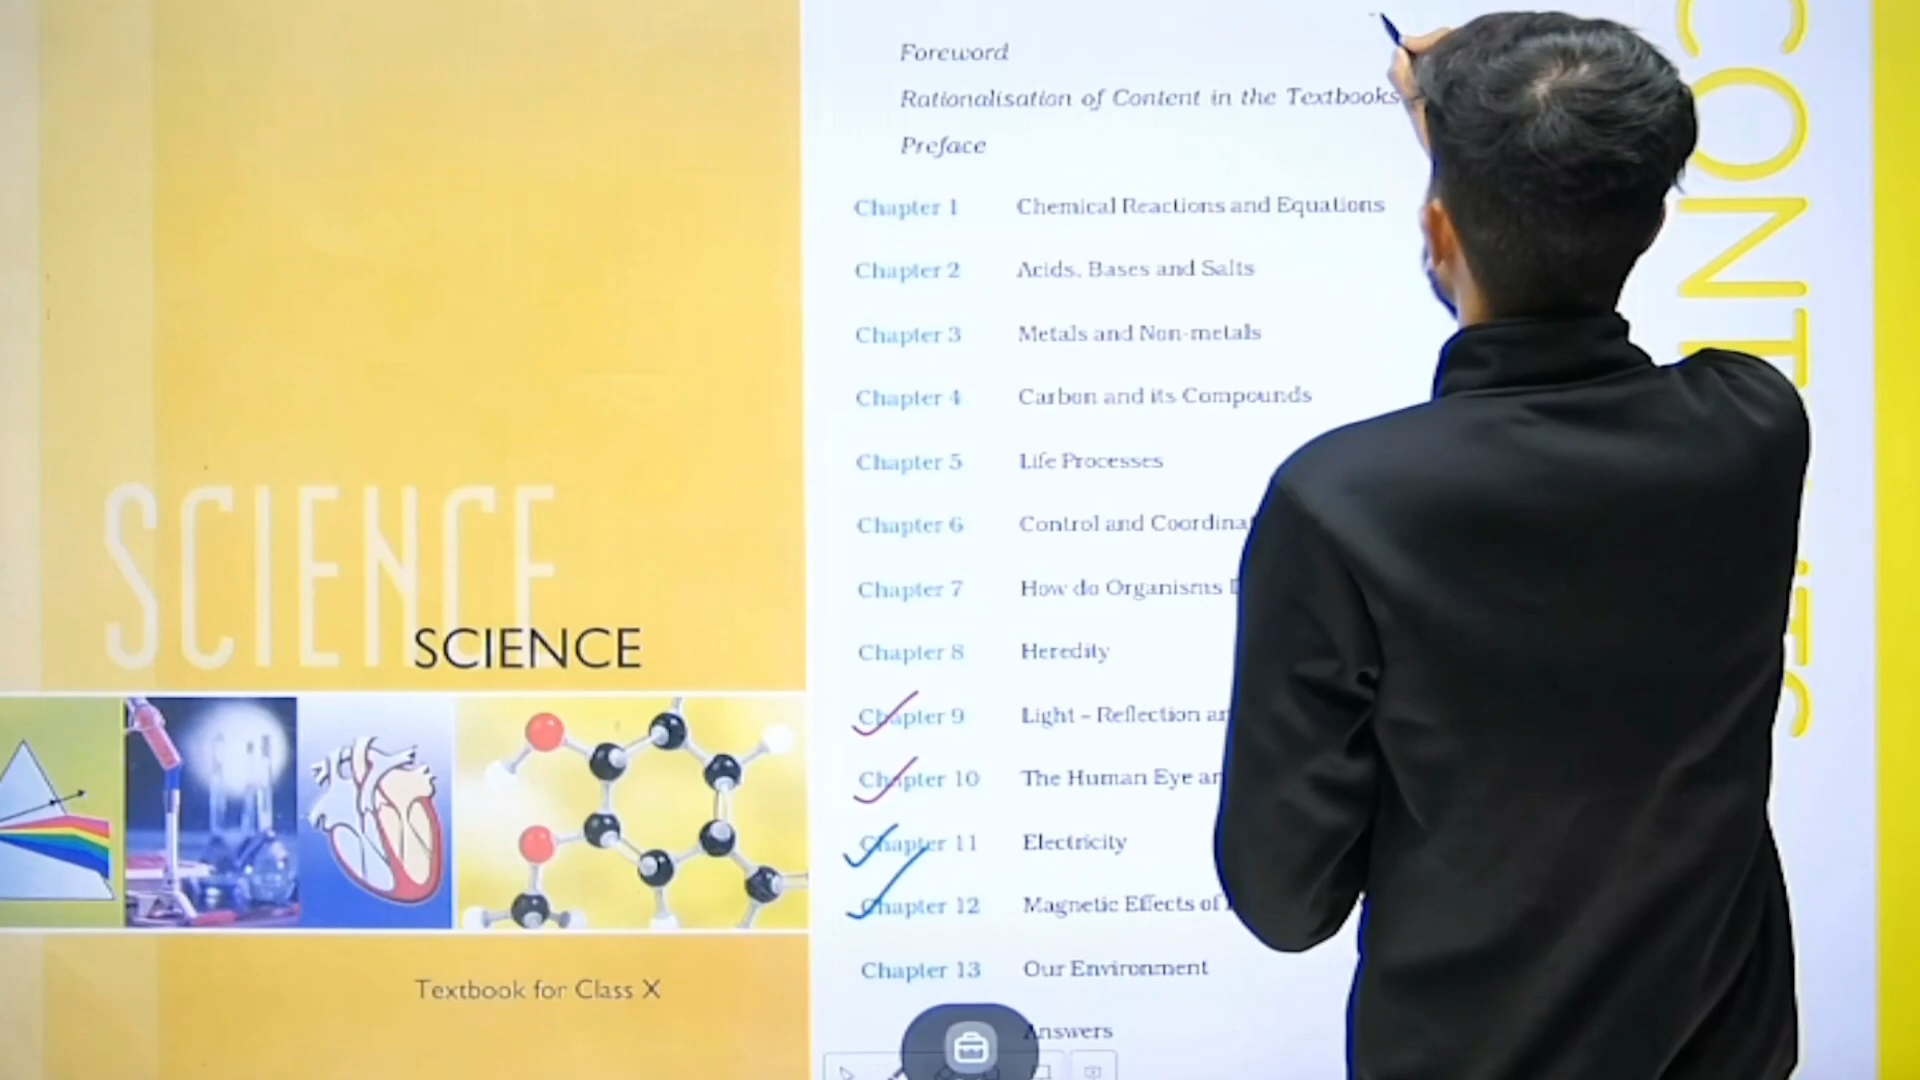 SCIENCE
SCIENCE
Textbook for Class X
Foreword
Rationalisation of Content in the Textbooks
Preface
Chapter 1 Chemical Reactions and Equations
Chapter 2 Acids, Bases and Salts
Chapter 3 Metals and Non-metals
Chapter 4 Carbon and its Compounds
Chapter 5 Life Processes
Chapter 6 Control and
Chapter 7 How do Organisms
Chapter 8 Heredity
Chapter 9 Light – Reflection
Chapter 10 The Human Eye
Chapter 11 Electricity
Chapter 12 Magnetic Effects of
Chapter 13 Our Environment
Answers